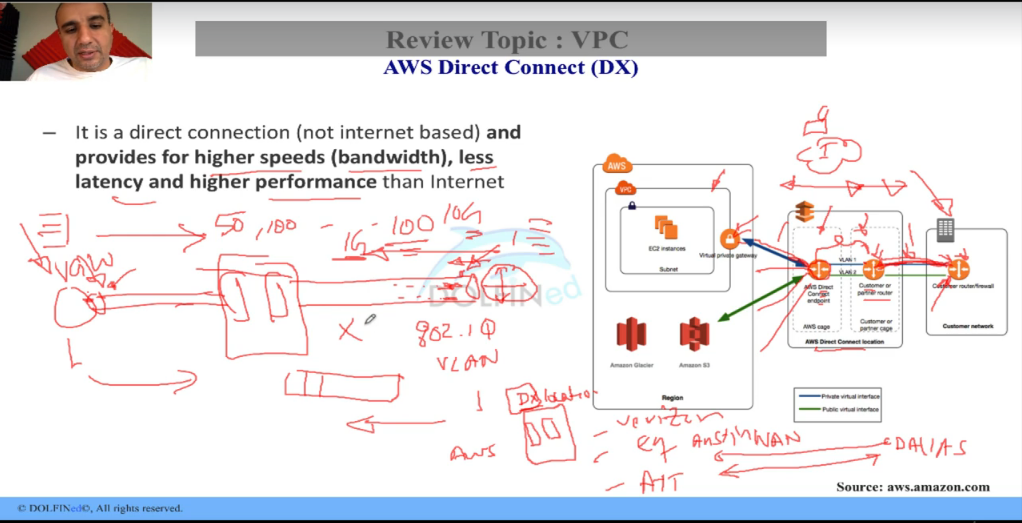 Review Topic : VPC
AWS Direct Connect (DX)
— It is a direct connection (not internet based) and
provides for higher speeds (bandwidth), less
latency and higher performance than Internet
50,100 - - 100
1G
10G
VGW
X
802.1Q
VLAN
L
DX location
AWS
- Verizon
- eq
Austin WAN
DALLAS
- AtT
I
DOLFINed
AWS
VPC
EC2 instances
Subnet
Virtual private gateway
Amazon Glacier
Amazon S3
Region
VLAN 1
VLAN 2
AWS Direct
Connect
endpoint
Customer or
partner router
AWS cage
Customer or
partner cage
AWS Direct Connect location
Customer router/firewall
Customer network
Private virtual interface
Public virtual interface
Source: aws.amazon.com
© DOLFINed©, All rights reserved.